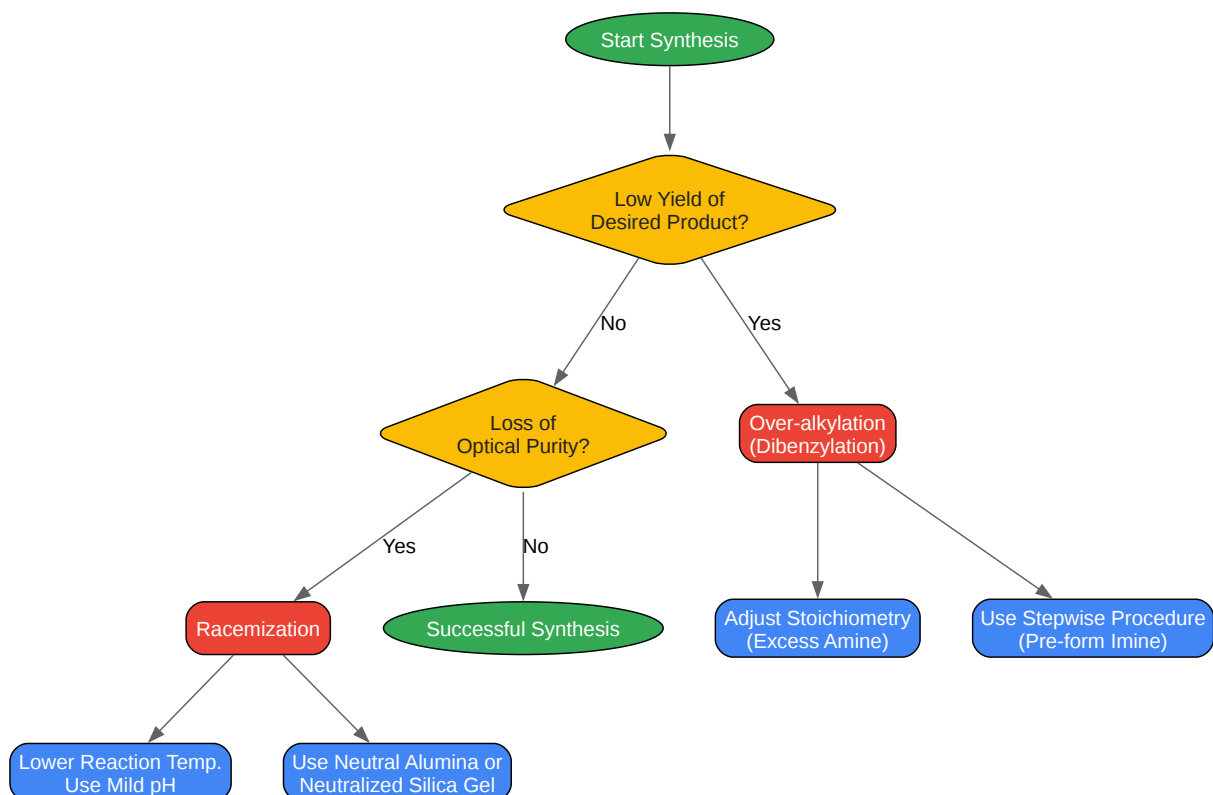 Start Synthesis
Low Yield of
Desired Product?
No
Yes
Loss of
Optical Purity?
Over-alkylation
(Dibenzylation)
Yes
No
Racemization
Successful Synthesis
Adjust Stoichiometry
(Excess Amine)
Use Stepwise Procedure
(Pre-form Imine)
Lower Reaction Temp.
Use Mild pH
Use Neutral Alumina or
Neutralized Silica Gel